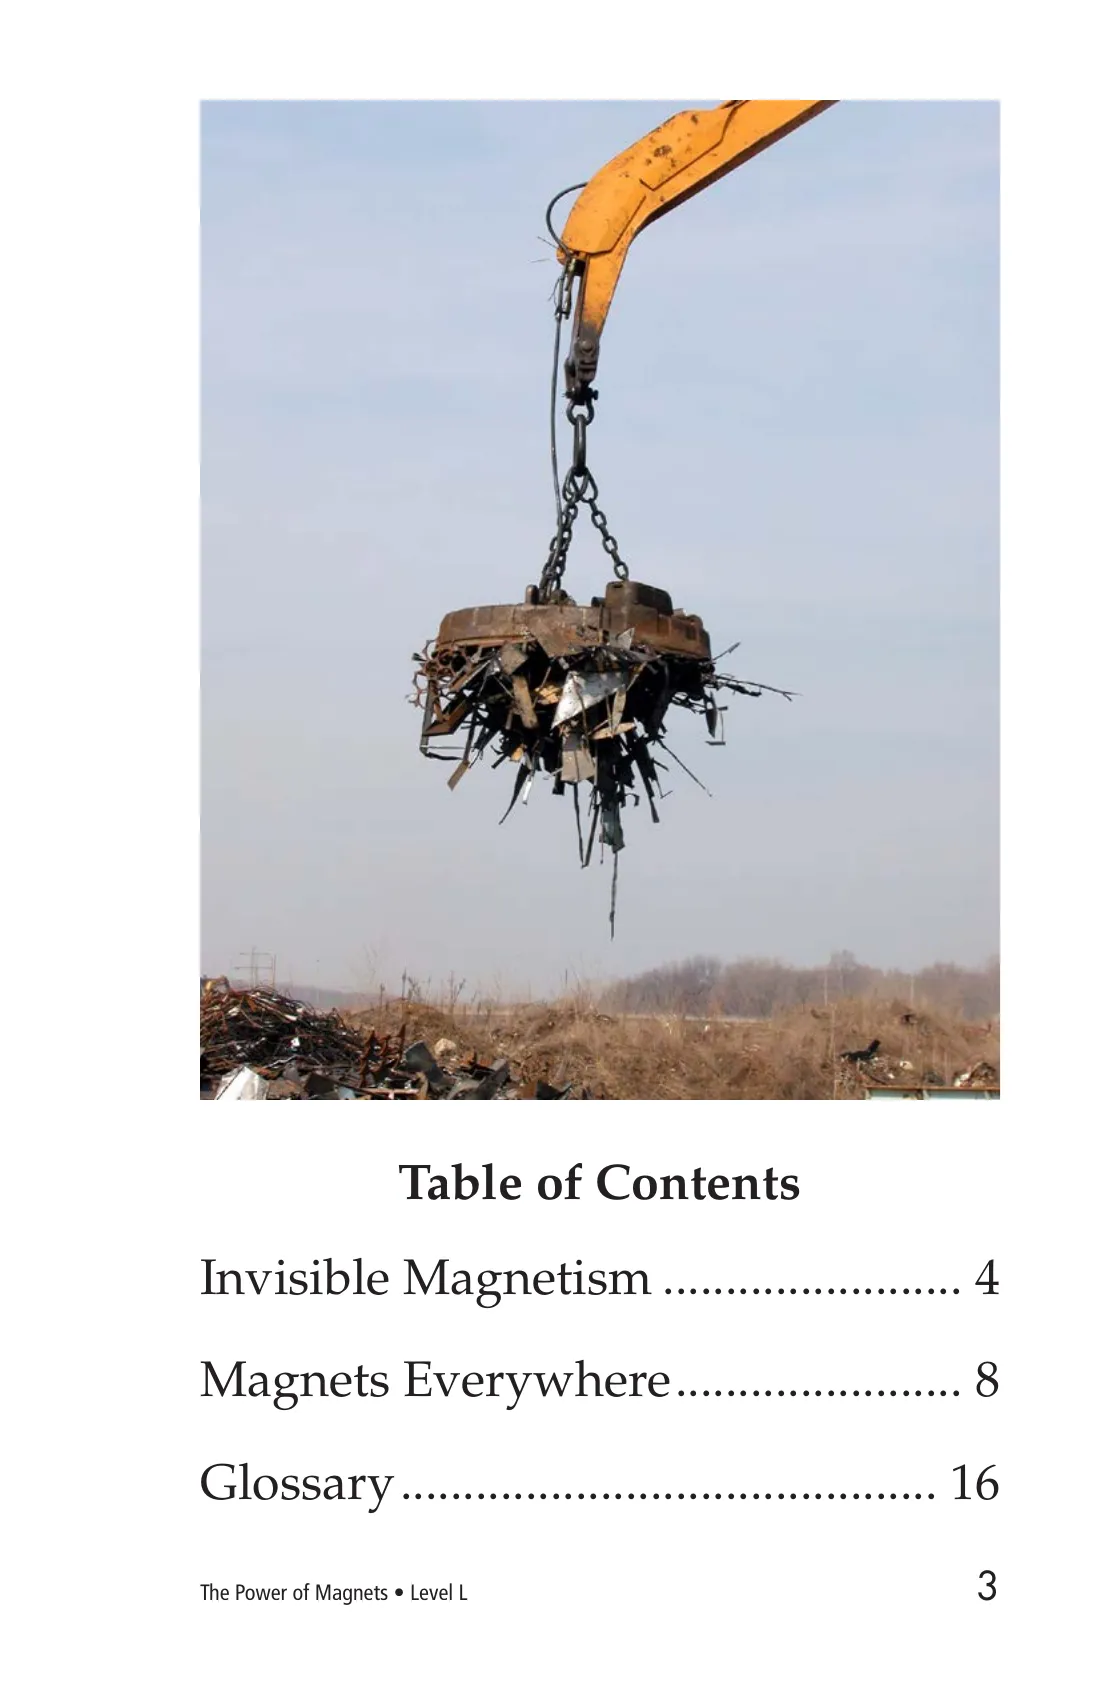 Table of Contents
Invisible Magnetism ........................ 4
Magnets Everywhere....................... 8
Glossary........................................... 16
The Power of Magnets • Level L
3